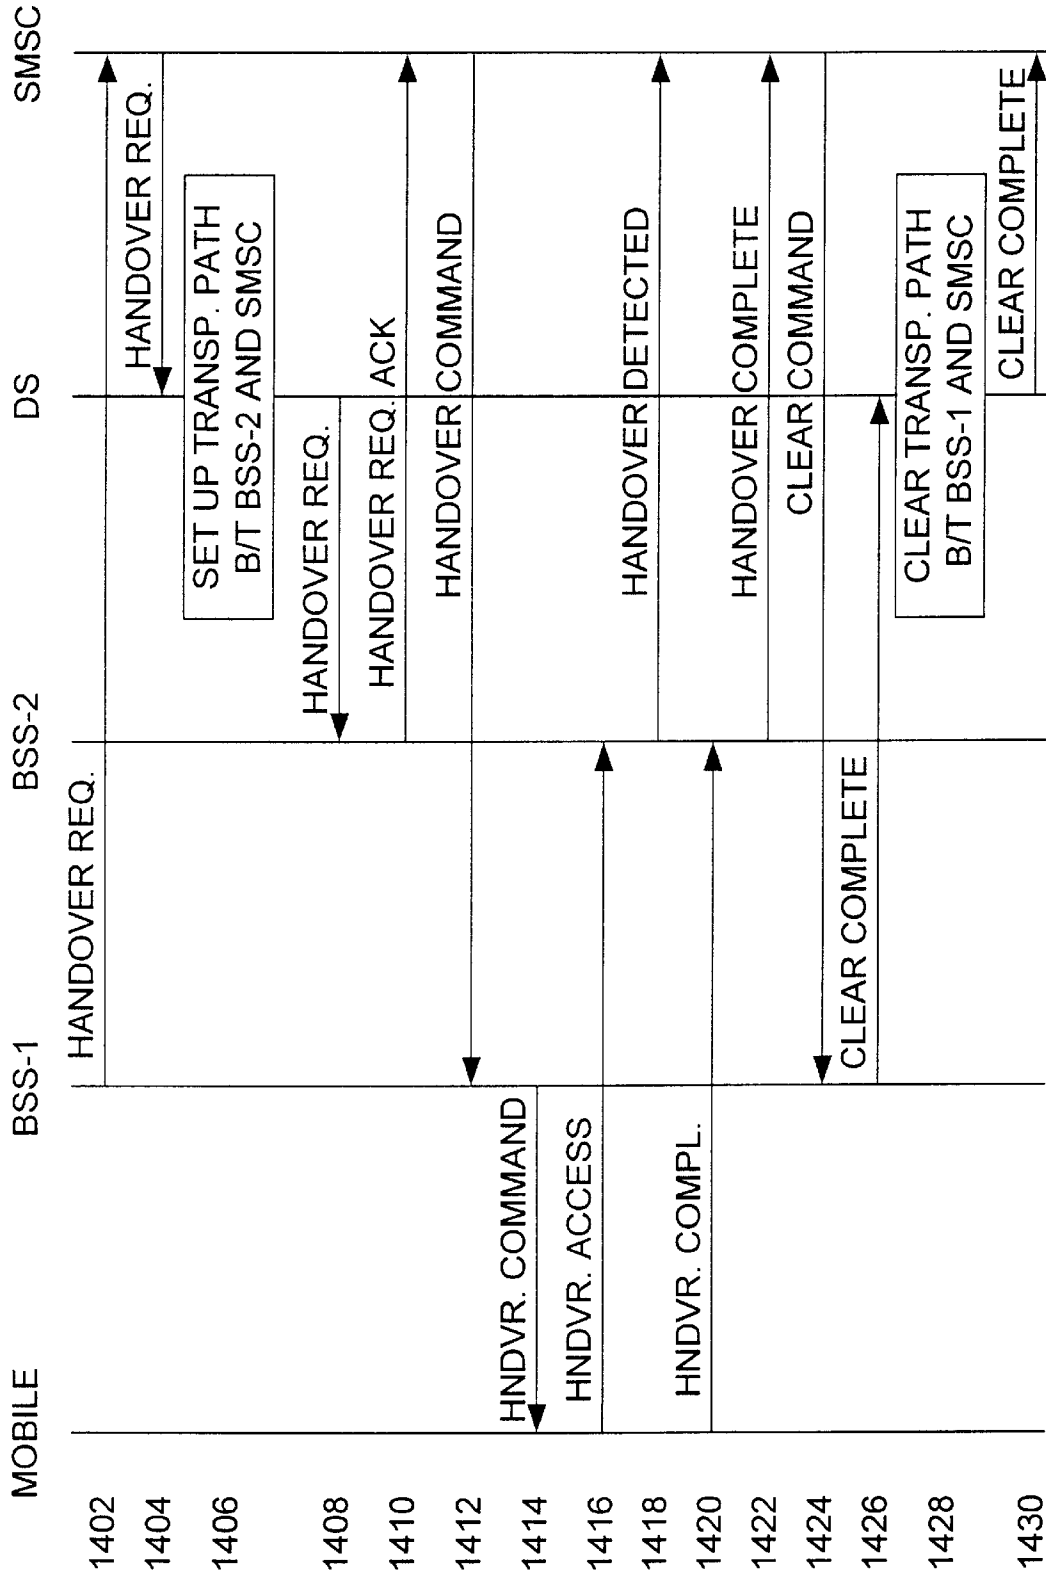 MOBILE
BSS-1
BSS-2
DS
SMSC
1402
HANDOVER REQ.
1404
HANDOVER REQ.
1406
SET UP TRANSP. PATH
B/T BSS-2 AND SMSC
1408
HANDOVER REQ.
1410
HANDOVER REQ. ACK
1412
HANDOVER COMMAND
1414
HNDVR. COMMAND
1416
HNDVR. ACCESS
1418
HANDOVER DETECTED
1420
HNDVR. COMPL.
1422
HANDOVER COMPLETE
1424
CLEAR COMMAND
1426
CLEAR COMPLETE
1428
CLEAR TRANSP. PATH
B/T BSS-1 AND SMSC
1430
CLEAR COMPLETE